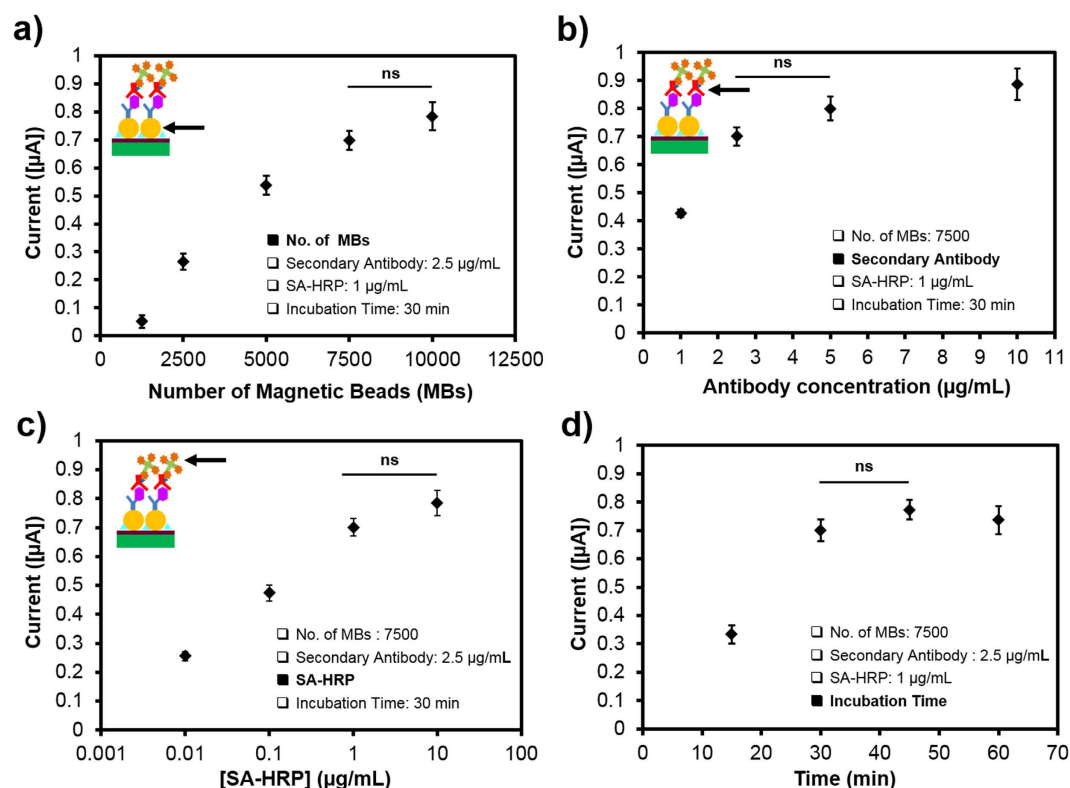 a)
1
0.9
0.8
0.7
0.6
0.5
0.4
0.3
0.2
0.1
0
Current ([µA])
ns
■ No. of MBs
□ Secondary Antibody: 2.5 µg/mL
□ SA-HRP: 1 µg/mL
□ Incubation Time: 30 min
0 2500 5000 7500 10000 12500
Number of Magnetic Beads (MBs)
b)
1
0.9
0.8
0.7
0.6
0.5
0.4
0.3
0.2
0.1
0
Current ([µA])
ns
□ No. of MBs: 7500
■ Secondary Antibody
□ SA-HRP: 1 µg/mL
□ Incubation Time: 30 min
0 1 2 3 4 5 6 7 8 9 10 11
Antibody concentration (µg/mL)
c)
1
0.9
0.8
0.7
0.6
0.5
0.4
0.3
0.2
0.1
0
Current ([µA])
ns
□ No. of MBs : 7500
□ Secondary Antibody: 2.5 µg/mL
■ SA-HRP
□ Incubation Time: 30 min
0.001 0.01 0.1 1 10 100
[SA-HRP] (µg/mL)
d)
1
0.9
0.8
0.7
0.6
0.5
0.4
0.3
0.2
0.1
0
Current ([µA])
ns
□ No. of MBs: 7500
□ Secondary Antibody : 2.5 µg/mL
□ SA-HRP: 1 µg/mL
■ Incubation Time
0 10 20 30 40 50 60 70
Time (min)